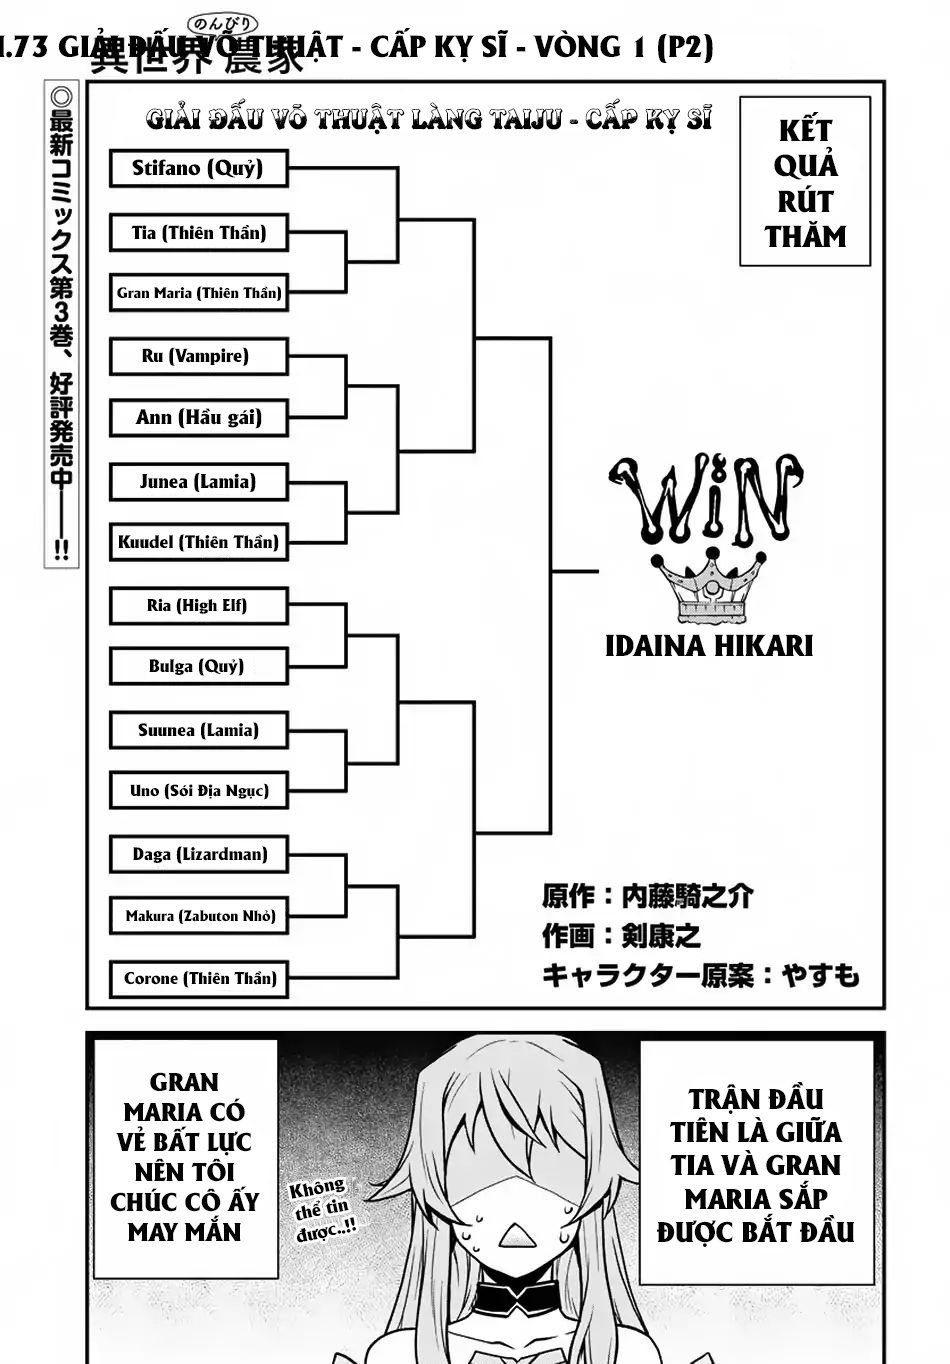 のんびり
異世界 農家
.73 GIẢI ĐẤU VÕ THUẬT - CẤP KỴ SĨ - VÒNG 1 (P2)
◎最新コミックス第3巻、好評発売中――!!
GIẢI ĐẤU VÕ THUẬT LÀNG TAIJU - CẤP KỴ SĨ
KẾT
QUẢ
RÚT
THĂM
Stifano (Quỷ)
Tia (Thiên Thần)
Gran Maria (Thiên Thần)
Ru (Vampire)
Ann (Hầu gái)
Junea (Lamia)
Kuudel (Thiên Thần)
Ria (High Elf)
Bulga (Quỷ)
Suunea (Lamia)
Uno (Sói Địa Ngục)
Daga (Lizardman)
Makura (Zabuton Nhỏ)
Corone (Thiên Thần)
WiN
IDAINA HIKARI
原作：内藤騎之介
作画：剣康之
キャラクター原案：やすも
TRẬN ĐẦU
TIÊN LÀ GIỮA
TIA VÀ GRAN
MARIA SẮP
ĐƯỢC BẮT ĐẦU
Không
thể tin
được..!!
GRAN
MARIA CÓ
VẺ BẤT LỰC
NÊN TÔI
CHÚC CÔ ẤY
MAY MẮN